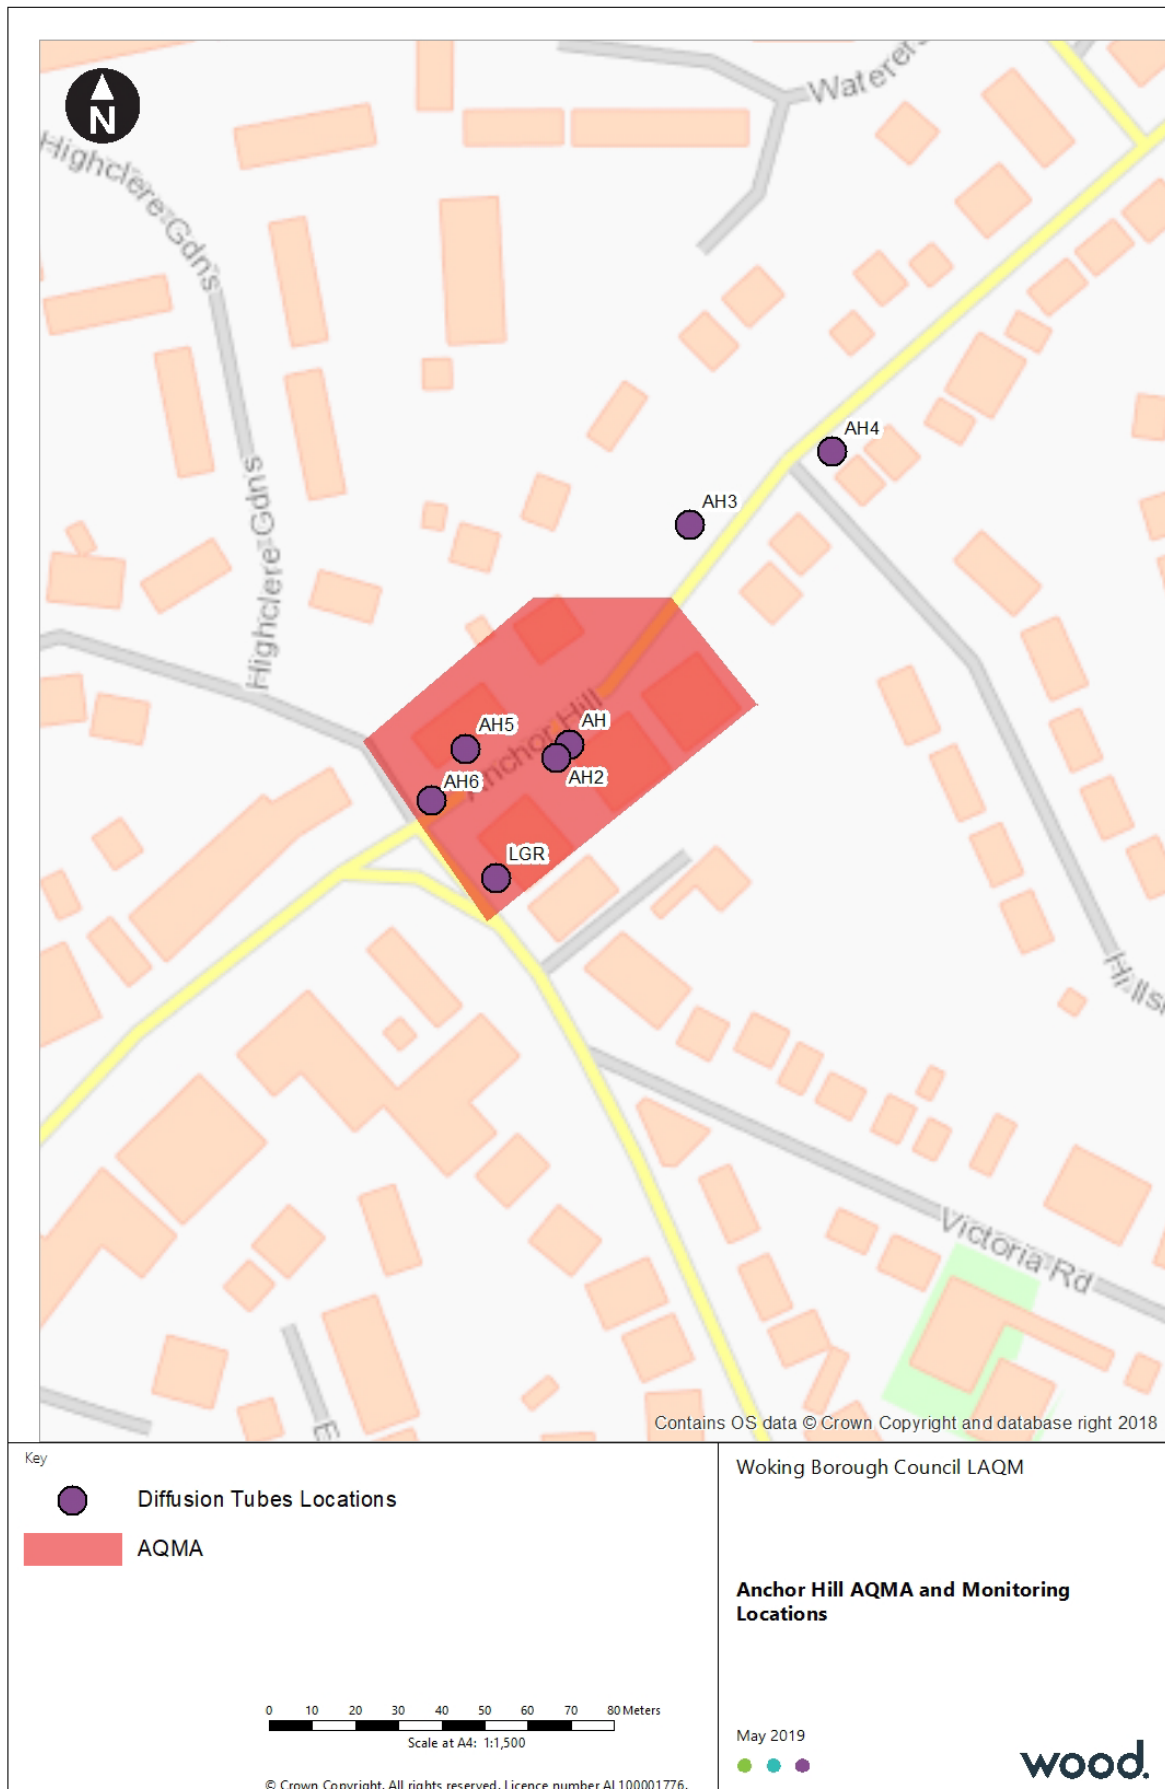 N
Waterers
Highclere Gdns
AH4
AH3
Highclere Gdns
Anchor Hill
AH
AH5
AH2
AH6
LGR
Victoria Rd
Contains OS data © Crown Copyright and database right 2018
Key
Diffusion Tubes Locations
AQMA
0 10 20 30 40 50 60 70 80 Meters
Scale at A4: 1:1,500
© Crown Copyright. All rights reserved. Licence number AL100001776.
Woking Borough Council LAQM
Anchor Hill AQMA and Monitoring
Locations
May 2019
wood.